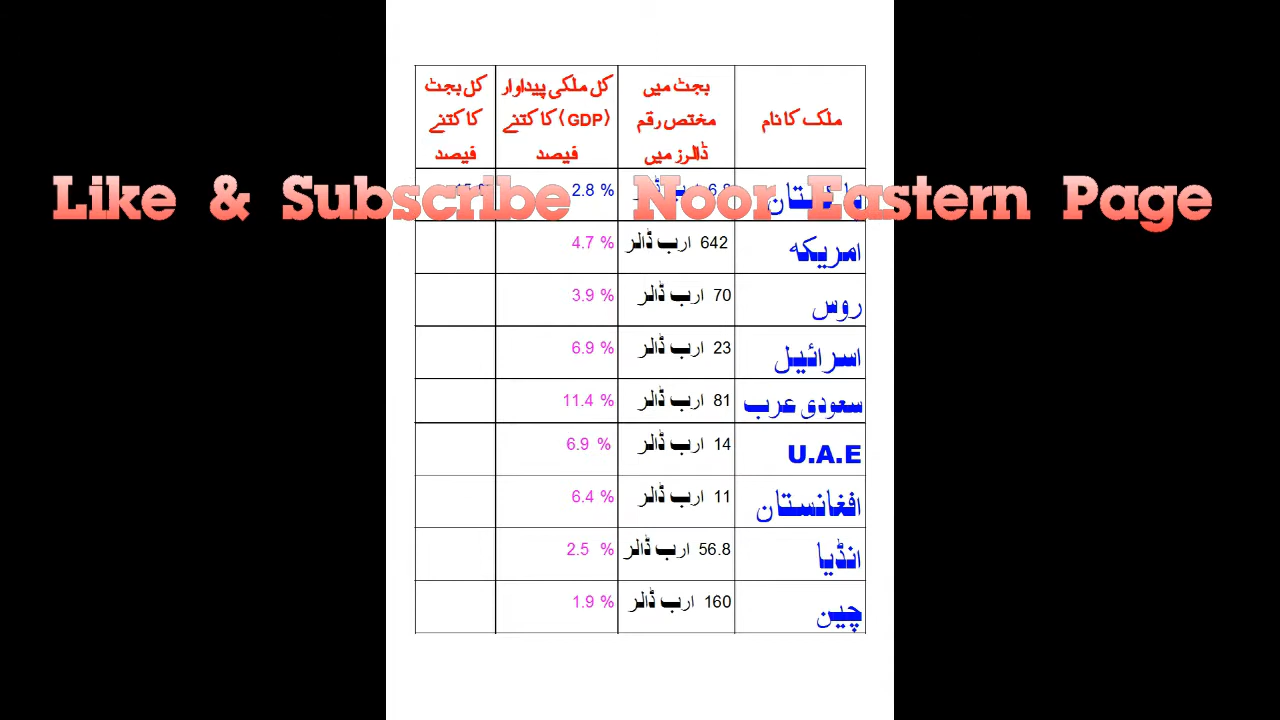 ملک کا نام بجٹ میں مختص رقم ڈالرز میں کل ملکی پیداوار (GDP) کا کتنے فیصد کل بجٹ کا کتنے فیصد
2.8 %
Like & Subscribe Noor Eastern Page
امریکہ 642 ارب ڈالر 4.7 %
روس 70 ارب ڈالر 3.9 %
اسرائیل 23 ارب ڈالر 6.9 %
سعودی عرب 81 ارب ڈالر 11.4 %
U.A.E 14 ارب ڈالر 6.9 %
افغانستان 11 ارب ڈالر 6.4 %
انڈیا 56.8 ارب ڈالر 2.5 %
چین 160 ارب ڈالر 1.9 %